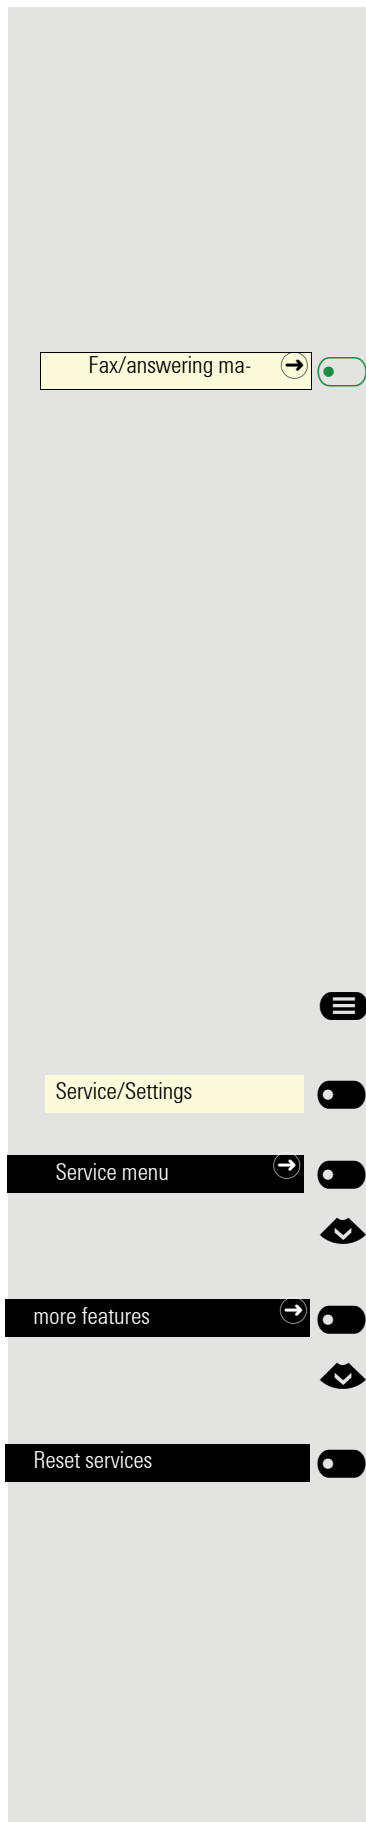 Fax/answering ma-
Service/Settings
Service menu
more features
Reset services